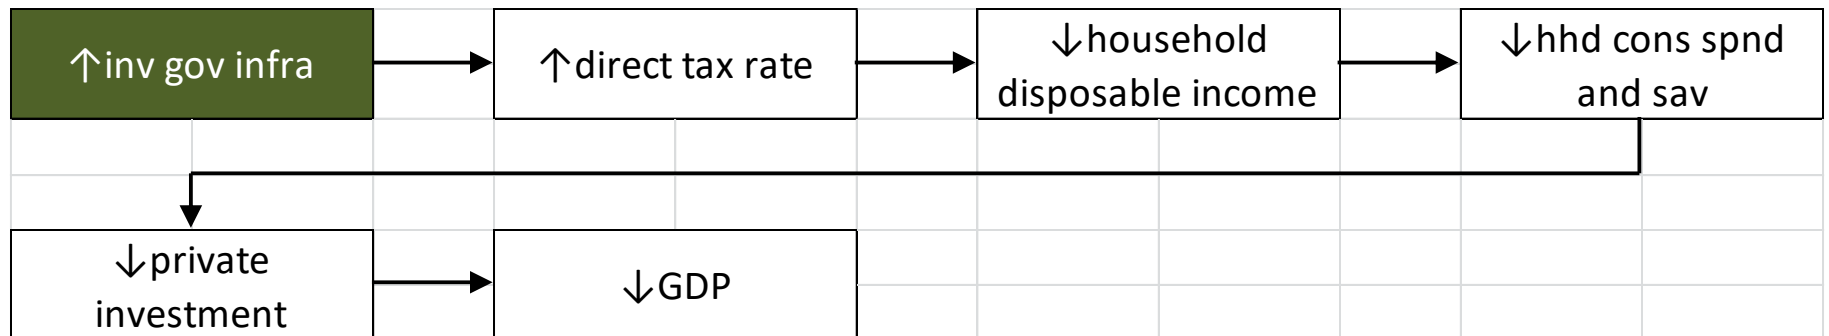 ↑inv gov infra
↑direct tax rate
↓household
disposable income
↓hhd cons spnd
and sav
↓private
investment
↓GDP